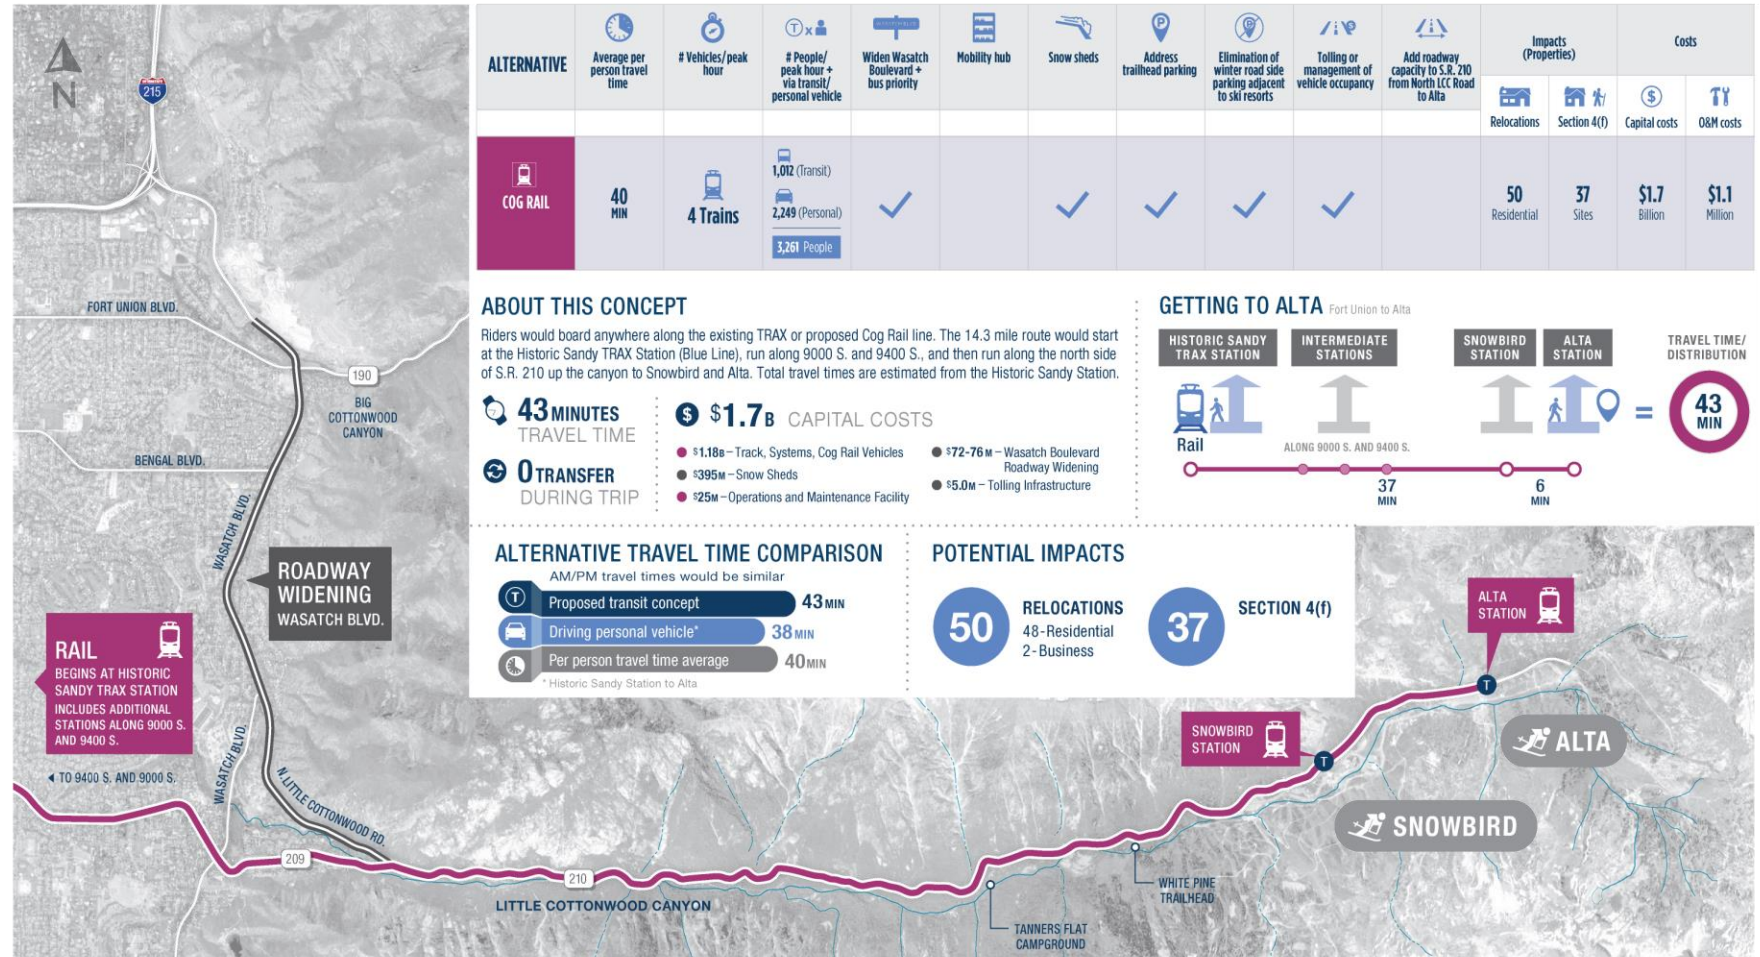 N
215
FORT UNION BLVD.
190
BIG
COTTONWOOD
CANYON
BENGAL BLVD.
WASATCH BLVD.
ROADWAY
WIDENING
WASATCH BLVD.
RAIL
BEGINS AT HISTORIC
SANDY TRAX STATION
INCLUDES ADDITIONAL
STATIONS ALONG 9000 S.
AND 9400 S.
TO 9400 S. AND 9000 S.
WASATCH BLVD.
N. LITTLE COTTONWOOD RD.
209
210
LITTLE COTTONWOOD CANYON
ALTERNATIVE
Average per
person travel
time
# Vehicles/peak
hour
T x
# People/
peak hour +
via transit/
personal vehicle
Widen Wasatch
Boulevard +
bus priority
Mobility hub
Snow sheds
P
Address
trailhead parking
P
Elimination of
winter road side
parking adjacent
to ski resorts
$
Tolling or
management of
vehicle occupancy
Add roadway
capacity to S.R. 210
from North LCC Road
to Alta
Impacts
(Properties)
Relocations
Section 4(f)
Costs
$
Capital costs
O&M costs
COG RAIL
40
MIN
4 Trains
1,012 (Transit)
2,249 (Personal)
3,261 People
50
Residential
37
Sites
$1.7
Billion
$1.1
Million
ABOUT THIS CONCEPT
Riders would board anywhere along the existing TRAX or proposed Cog Rail line. The 14.3 mile route would start
at the Historic Sandy TRAX Station (Blue Line), run along 9000 S. and 9400 S., and then run along the north side
of S.R. 210 up the canyon to Snowbird and Alta. Total travel times are estimated from the Historic Sandy Station.
43 MINUTES
TRAVEL TIME
0 TRANSFER
DURING TRIP
$ $1.7B CAPITAL COSTS
$1.18B – Track, Systems, Cog Rail Vehicles
$395M – Snow Sheds
$25M – Operations and Maintenance Facility
$72-76 M – Wasatch Boulevard
Roadway Widening
$5.0M – Tolling Infrastructure
GETTING TO ALTA Fort Union to Alta
HISTORIC SANDY
TRAX STATION
INTERMEDIATE
STATIONS
SNOWBIRD
STATION
ALTA
STATION
TRAVEL TIME/
DISTRIBUTION
Rail
ALONG 9000 S. AND 9400 S.
=
43
MIN
37
MIN
6
MIN
ALTERNATIVE TRAVEL TIME COMPARISON
AM/PM travel times would be similar
T Proposed transit concept 43 MIN
Driving personal vehicle* 38 MIN
Per person travel time average 40 MIN
* Historic Sandy Station to Alta
POTENTIAL IMPACTS
50
RELOCATIONS
48-Residential
2-Business
37
SECTION 4(f)
ALTA
STATION
T
SNOWBIRD
STATION
T
ALTA
SNOWBIRD
WHITE PINE
TRAILHEAD
TANNERS FLAT
CAMPGROUND